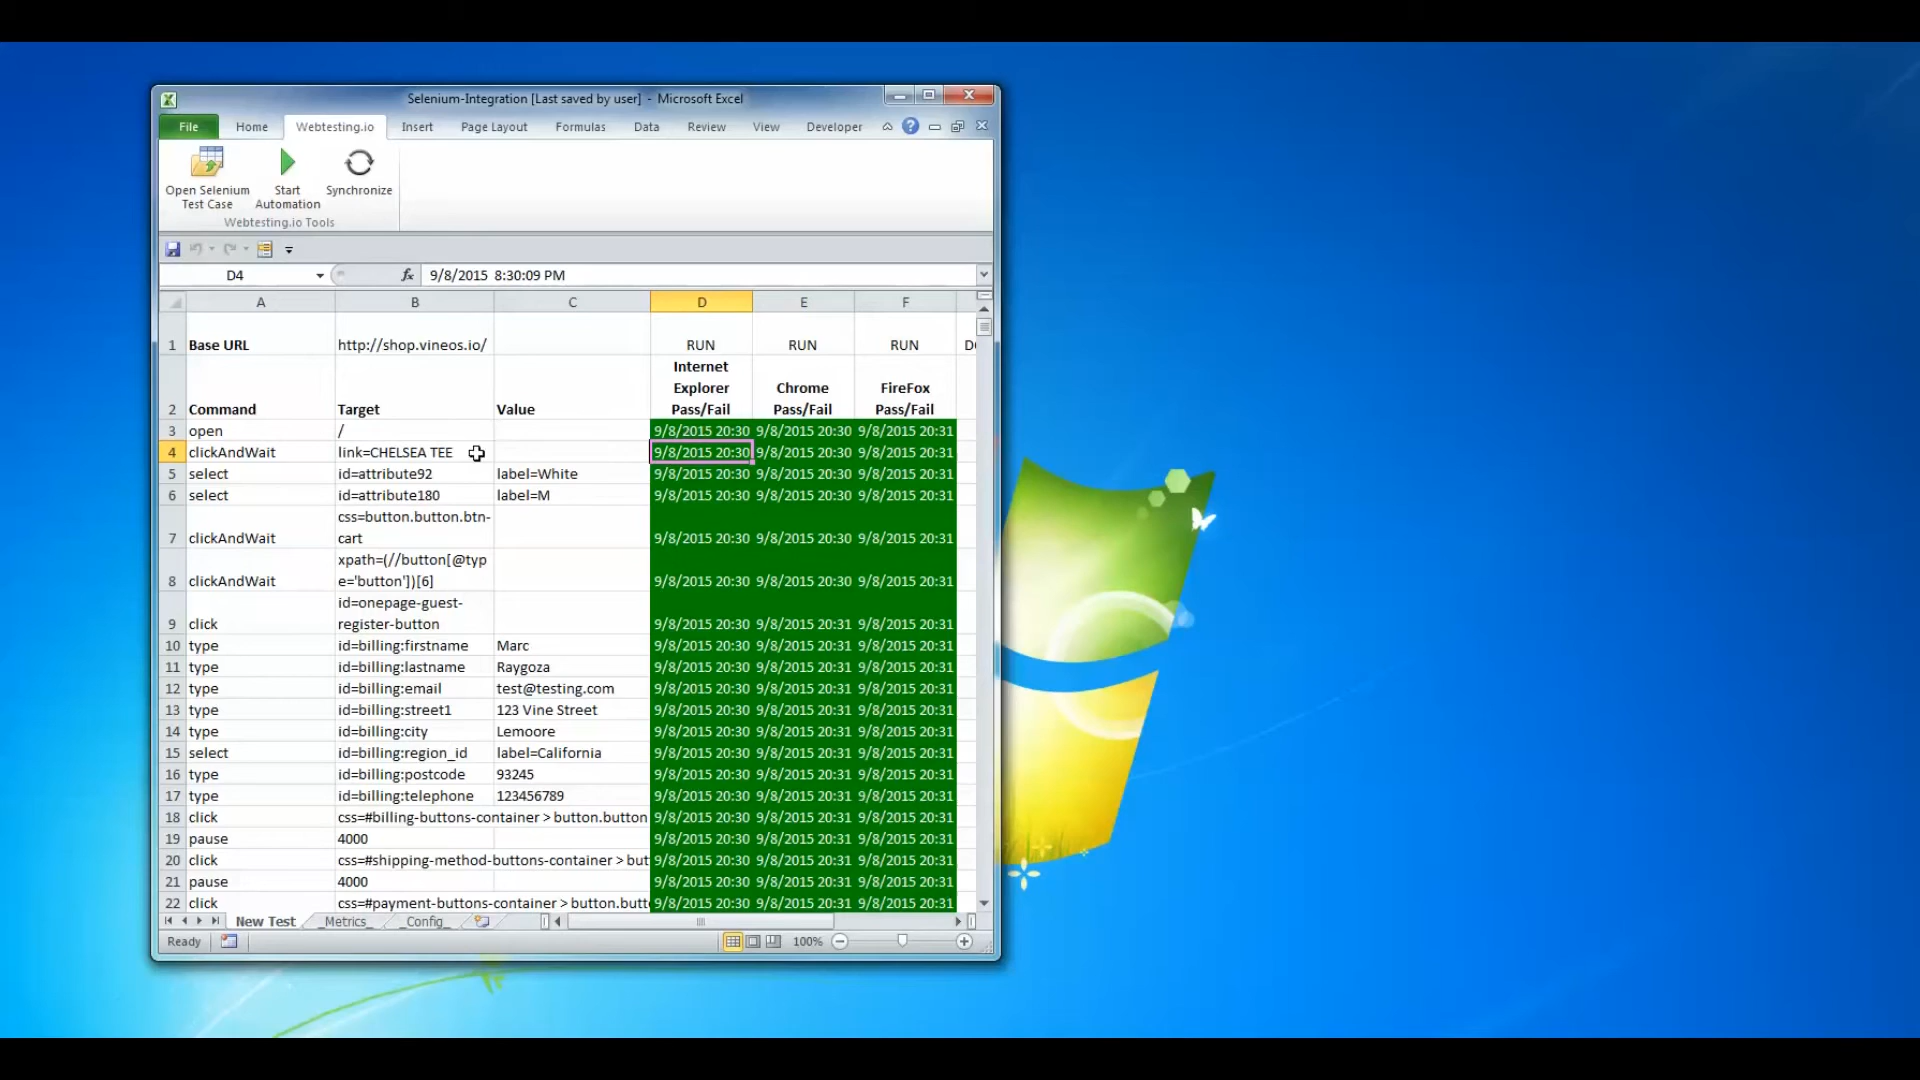 Selenium-Integration [Last saved by user] - Microsoft Excel
File Home Webtesting.io Insert Page Layout Formulas Data Review View Developer
Open Selenium Test Case
Start Automation
Synchronize
Webtesting.io Tools
D4 fx 9/8/2015 8:30:09 PM
A B C D E F
1 Base URL http://shop.vineos.io/ RUN RUN RUN
2 Command Target Value Internet Explorer Pass/Fail Chrome Pass/Fail FireFox Pass/Fail
3 open / 9/8/2015 20:30 9/8/2015 20:30 9/8/2015 20:31
4 clickAndWait link=CHELSEA TEE 9/8/2015 20:30 9/8/2015 20:30 9/8/2015 20:31
5 select id=attribute92 label=White 9/8/2015 20:30 9/8/2015 20:30 9/8/2015 20:31
6 select id=attribute180 label=M 9/8/2015 20:30 9/8/2015 20:30 9/8/2015 20:31
7 clickAndWait css=button.button.btn-cart 9/8/2015 20:30 9/8/2015 20:30 9/8/2015 20:31
8 clickAndWait xpath=(//button[@type='button'])[6] 9/8/2015 20:30 9/8/2015 20:30 9/8/2015 20:31
9 click id=onepage-guest-register-button 9/8/2015 20:30 9/8/2015 20:31 9/8/2015 20:31
10 type id=billing:firstname Marc 9/8/2015 20:30 9/8/2015 20:31 9/8/2015 20:31
11 type id=billing:lastname Raygoza 9/8/2015 20:30 9/8/2015 20:31 9/8/2015 20:31
12 type id=billing:email test@testing.com 9/8/2015 20:30 9/8/2015 20:31 9/8/2015 20:31
13 type id=billing:street1 123 Vine Street 9/8/2015 20:30 9/8/2015 20:31 9/8/2015 20:31
14 type id=billing:city Lemoore 9/8/2015 20:30 9/8/2015 20:31 9/8/2015 20:31
15 select id=billing:region_id label=California 9/8/2015 20:30 9/8/2015 20:31 9/8/2015 20:31
16 type id=billing:postcode 93245 9/8/2015 20:30 9/8/2015 20:31 9/8/2015 20:31
17 type id=billing:telephone 123456789 9/8/2015 20:30 9/8/2015 20:31 9/8/2015 20:31
18 click css=#billing-buttons-container > button.button 9/8/2015 20:30 9/8/2015 20:31 9/8/2015 20:31
19 pause 4000 9/8/2015 20:30 9/8/2015 20:31 9/8/2015 20:31
20 click css=#shipping-method-buttons-container > but 9/8/2015 20:30 9/8/2015 20:31 9/8/2015 20:31
21 pause 4000 9/8/2015 20:30 9/8/2015 20:31 9/8/2015 20:31
22 click css=#payment-buttons-container > button.butt 9/8/2015 20:30 9/8/2015 20:31 9/8/2015 20:31
New Test _Metrics_ _Config_
Ready 100%